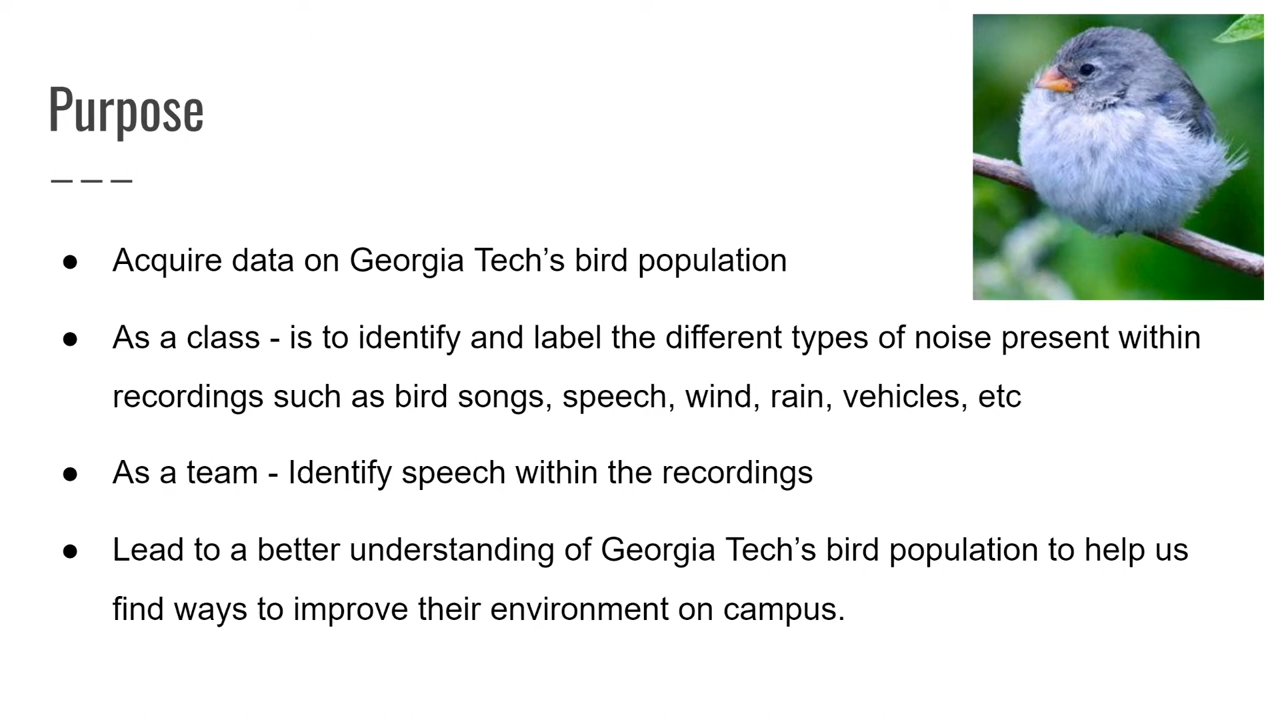 Purpose
● Acquire data on Georgia Tech’s bird population
● As a class - is to identify and label the different types of noise present within
recordings such as bird songs, speech, wind, rain, vehicles, etc
● As a team - Identify speech within the recordings
● Lead to a better understanding of Georgia Tech’s bird population to help us
find ways to improve their environment on campus.